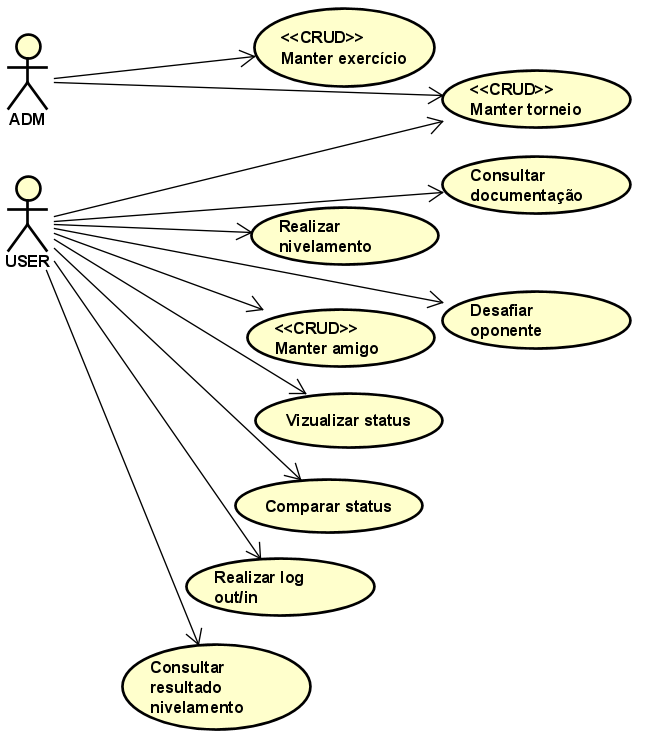 <<CRUD>>
Manter exercício
ADM
<<CRUD>>
Manter torneio
Consultar
documentação
USER
Realizar
nivelamento
Desafiar
oponente
<<CRUD>>
Manter amigo
Vizualizar status
Comparar status
Realizar log
out/in
Consultar
resultado
nivelamento